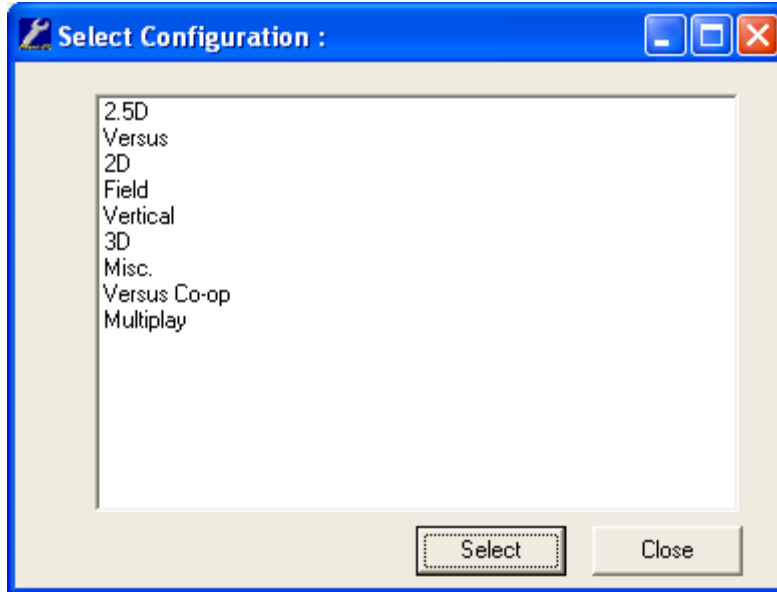 Select Configuration :
2.5D
Versus
2D
Field
Vertical
3D
Misc.
Versus Co-op
Multiplay
Select
Close